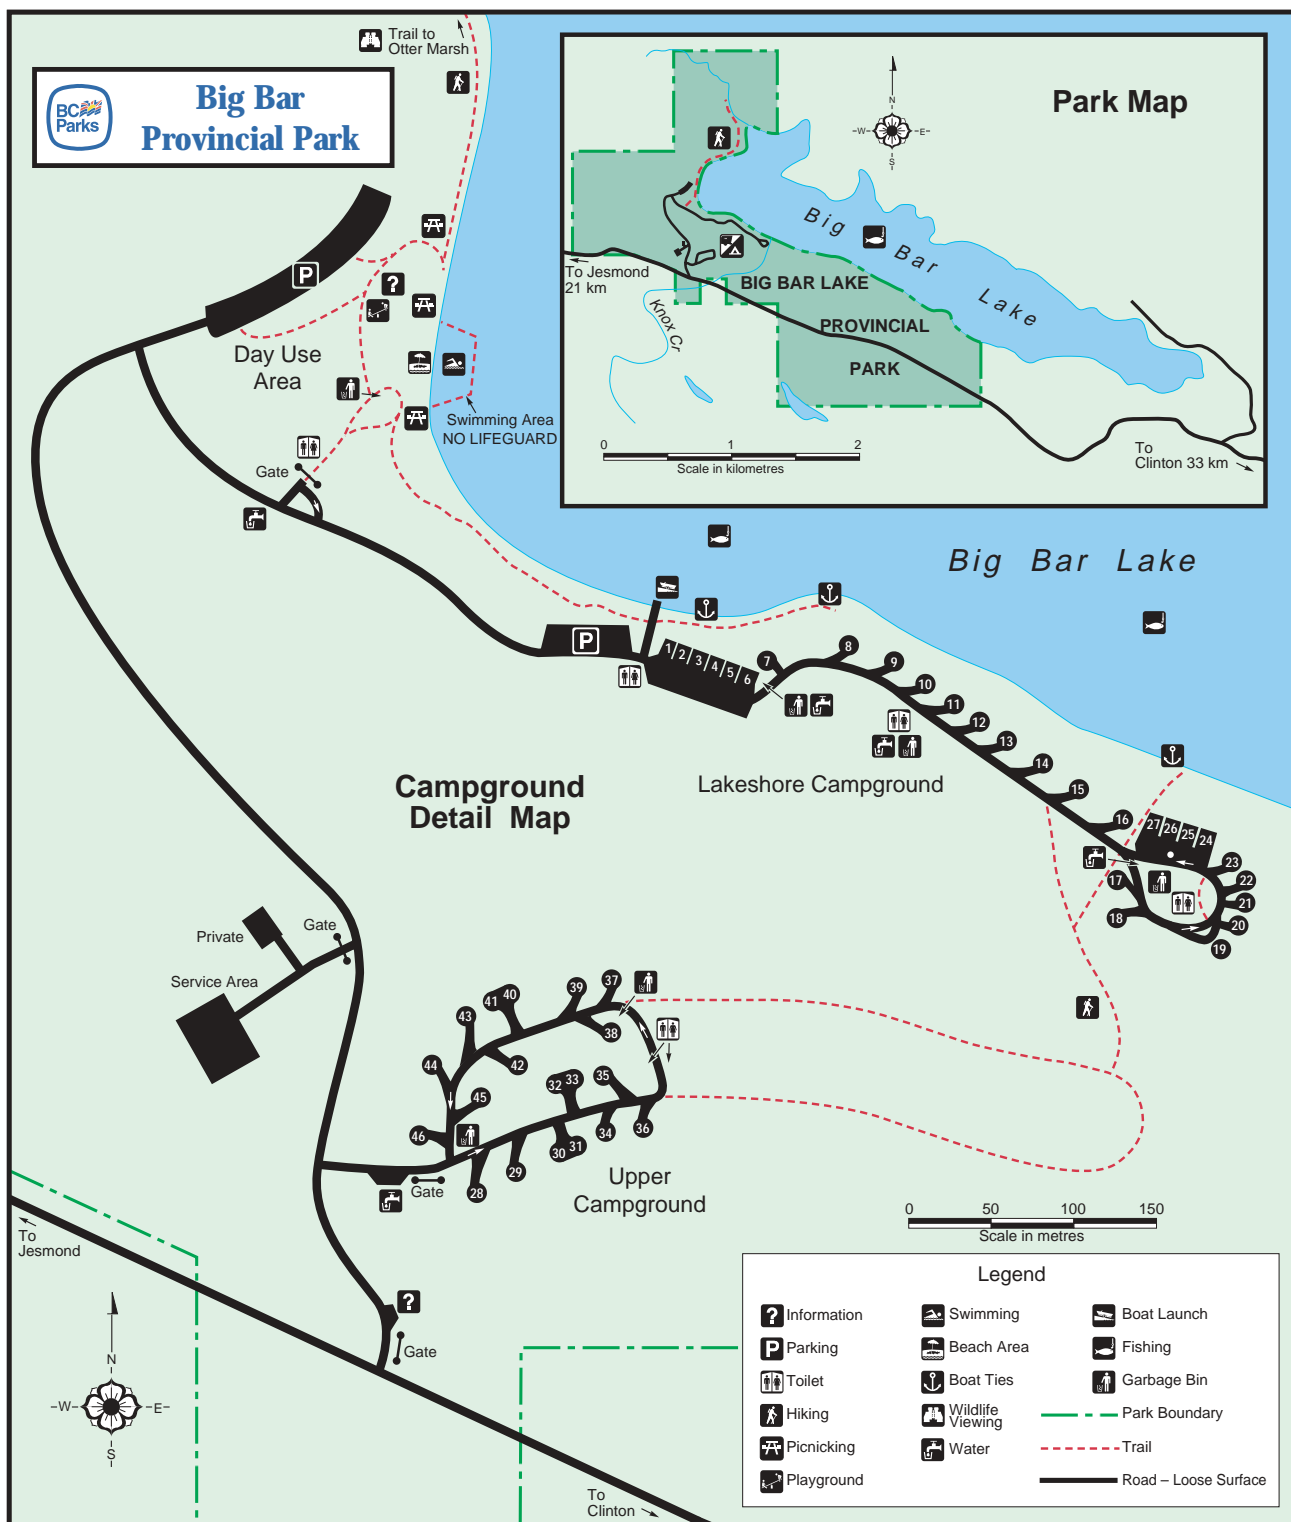 Trail to
Otter Marsh
BC
Parks
Big Bar
Provincial Park
Park Map
N
W
E
S
Big Bar Lake
To Jesmond
21 km
BIG BAR LAKE
PROVINCIAL
PARK
Knox Cr
0 1 2
Scale in kilometres
To
Clinton 33 km
P
?
Day Use
Area
Swimming Area
NO LIFEGUARD
Gate
Big Bar Lake
P
1 2 3 4 5 6
7
8
9
10
11
12
13
14
15
16
Lakeshore Campground
Campground
Detail Map
27 26 25 24
23
22
21
20
19
18
17
Private
Gate
Service Area
37
38
39
40
41
42
43
44
45
46
35
33
32
36
34
31
30
29
28
Gate
Upper
Campground
0 50 100 150
Scale in metres
To
Jesmond
?
Gate
N
W
E
S
To
Clinton
Legend
? Information
P Parking
Toilet
Hiking
Picnicking
Playground
Swimming
Beach Area
Boat Ties
Wildlife
Viewing
Water
Boat Launch
Fishing
Garbage Bin
Park Boundary
Trail
Road – Loose Surface